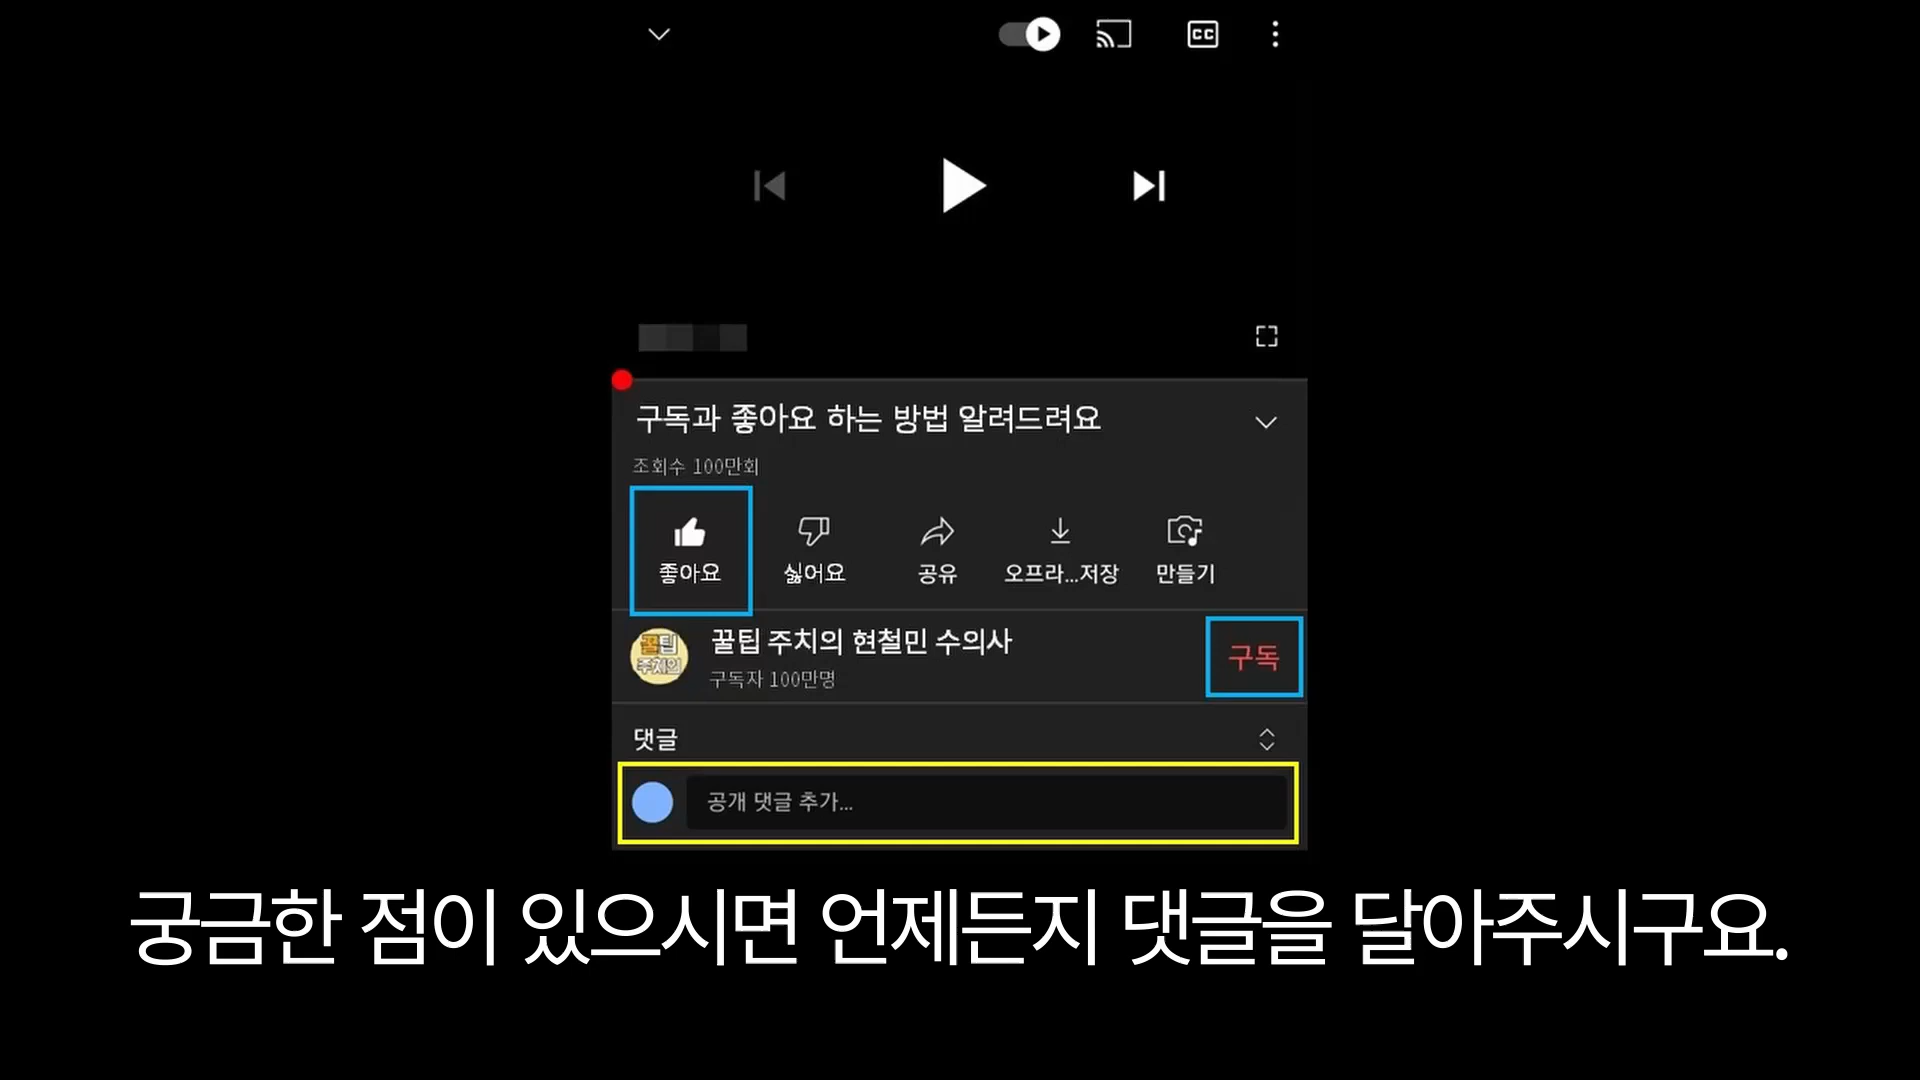 CC
구독과 좋아요 하는 방법 알려드려요
조회수 100만회
좋아요
싫어요
공유
오프라...저장
만들기
꿀팁 주치의
꿀팁 주치의 현철민 수의사
구독자 100만명
구독
댓글
공개 댓글 추가...
궁금한 점이 있으시면 언제든지 댓글을 달아주시구요.